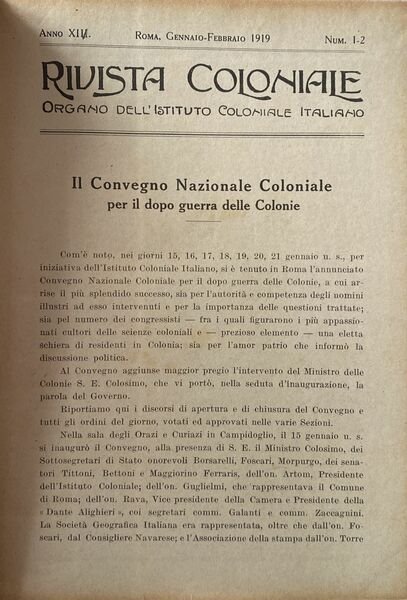 ANNO XIV.
ROMA, GENNAIO-FEBBRAIO 1919
NUM. 1-2
RIVISTA COLONIALE
ORGANO DELL'ISTITUTO COLONIALE ITALIANO
Il Convegno Nazionale Coloniale
per il dopo guerra delle Colonie
Com'è noto, nei giorni 15, 16, 17, 18, 19, 20, 21 gennaio u. s., per
iniziativa dell'Istituto Coloniale Italiano, si è tenuto in Roma l'annunciato
Convegno Nazionale Coloniale per il dopo guerra delle Colonie, a cui ar-
rise il più splendido successo, sia per l'autorità e competenza degli uomini
illustri ad esso intervenuti e per la importanza delle questioni trattate;
sia pel numero dei congressisti — fra i quali figurarono i più appassio-
nati cultori delle scienze coloniali e — prezioso elemento — una eletta
schiera di residenti in Colonia; sia per l'amor patrio che informò la
discussione politica.
Al Convegno aggiunse maggior pregio l'intervento del Ministro delle
Colonie S. E. Colosimo, che vi portò, nella seduta d'inaugurazione, la
parola del Governo.
Riportiamo qui i discorsi di apertura e di chiusura del Convegno e
tutti gli ordini del giorno, votati ed approvati nelle varie Sezioni.
Nella sala degli Orazi e Curiazi in Campidoglio, il 15 gennaio u. s.
si inaugurò il Convegno, alla presenza di S. E. il Ministro Colosimo, dei
Sottosegretari di Stato onorevoli Borsarelli, Foscari, Morpurgo, dei sena-
tori Tittoni, Bettoni e Maggiorino Ferraris, dell'on. Artom, Presidente
dell'Istituto Coloniale; dell'on. Guglielmi, che rappresentava il Comune
di Roma; dell'on. Rava, Vice presidente della Camera e Presidente della
« Dante Alighieri », coi segretari comm. Galanti e comm. Zaccagnini.
La Società Geografica Italiana era rappresentata, oltre che dall'on. Fo-
scari, dal Consigliere Navarese; e l'Associazione della stampa dall'on. Torre